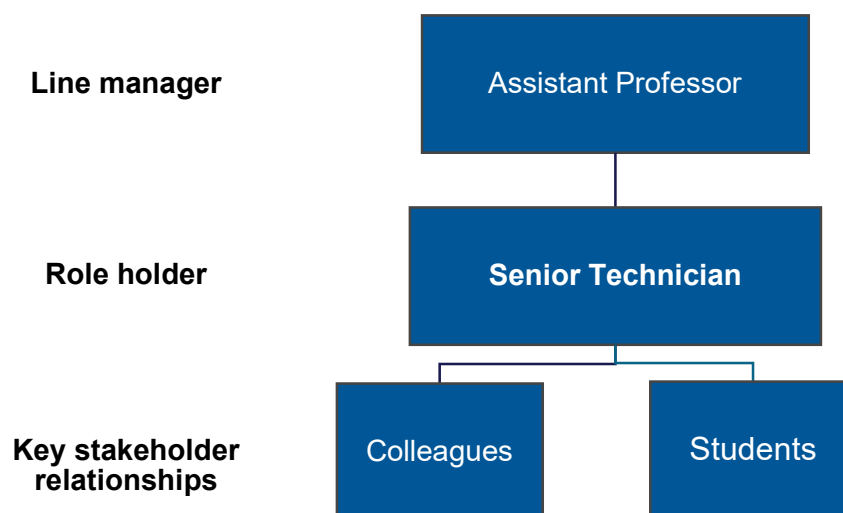 Line manager
Assistant Professor
Role holder
Senior Technician
Key stakeholder
relationships
Colleagues
Students